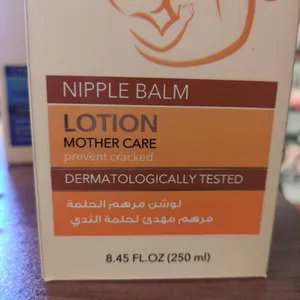 NIPPLE BALM
LOTION
MOTHER CARE
prevent cracked
DERMATOLOGICALLY TESTED
لوشن مرهم الحلمة
مرهم مهدئ لحلمة الثدي
8.45 FL.OZ (250 ml)